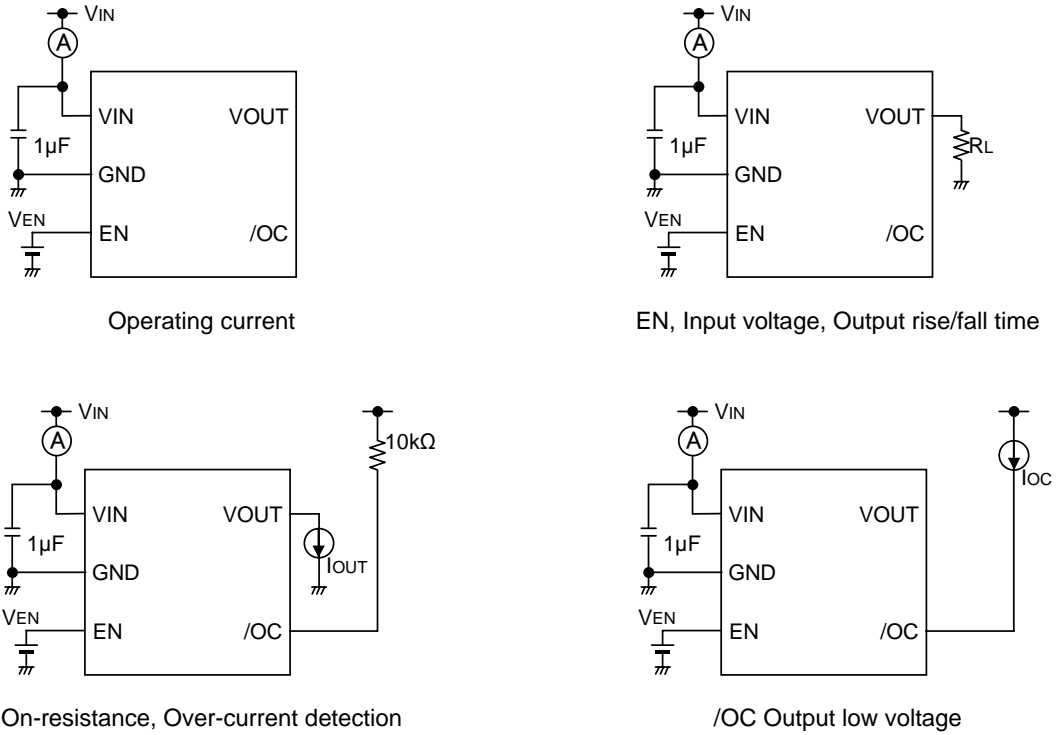 VIN
A
VIN
VOUT
1µF
GND
VEN
EN
/OC
Operating current
VIN
A
VIN
VOUT
1µF
RL
GND
VEN
EN
/OC
EN, Input voltage, Output rise/fall time
VIN
A
10kΩ
VIN
VOUT
1µF
IOUT
GND
VEN
EN
/OC
On-resistance, Over-current detection
VIN
A
IOC
VIN
VOUT
1µF
GND
VEN
EN
/OC
/OC Output low voltage